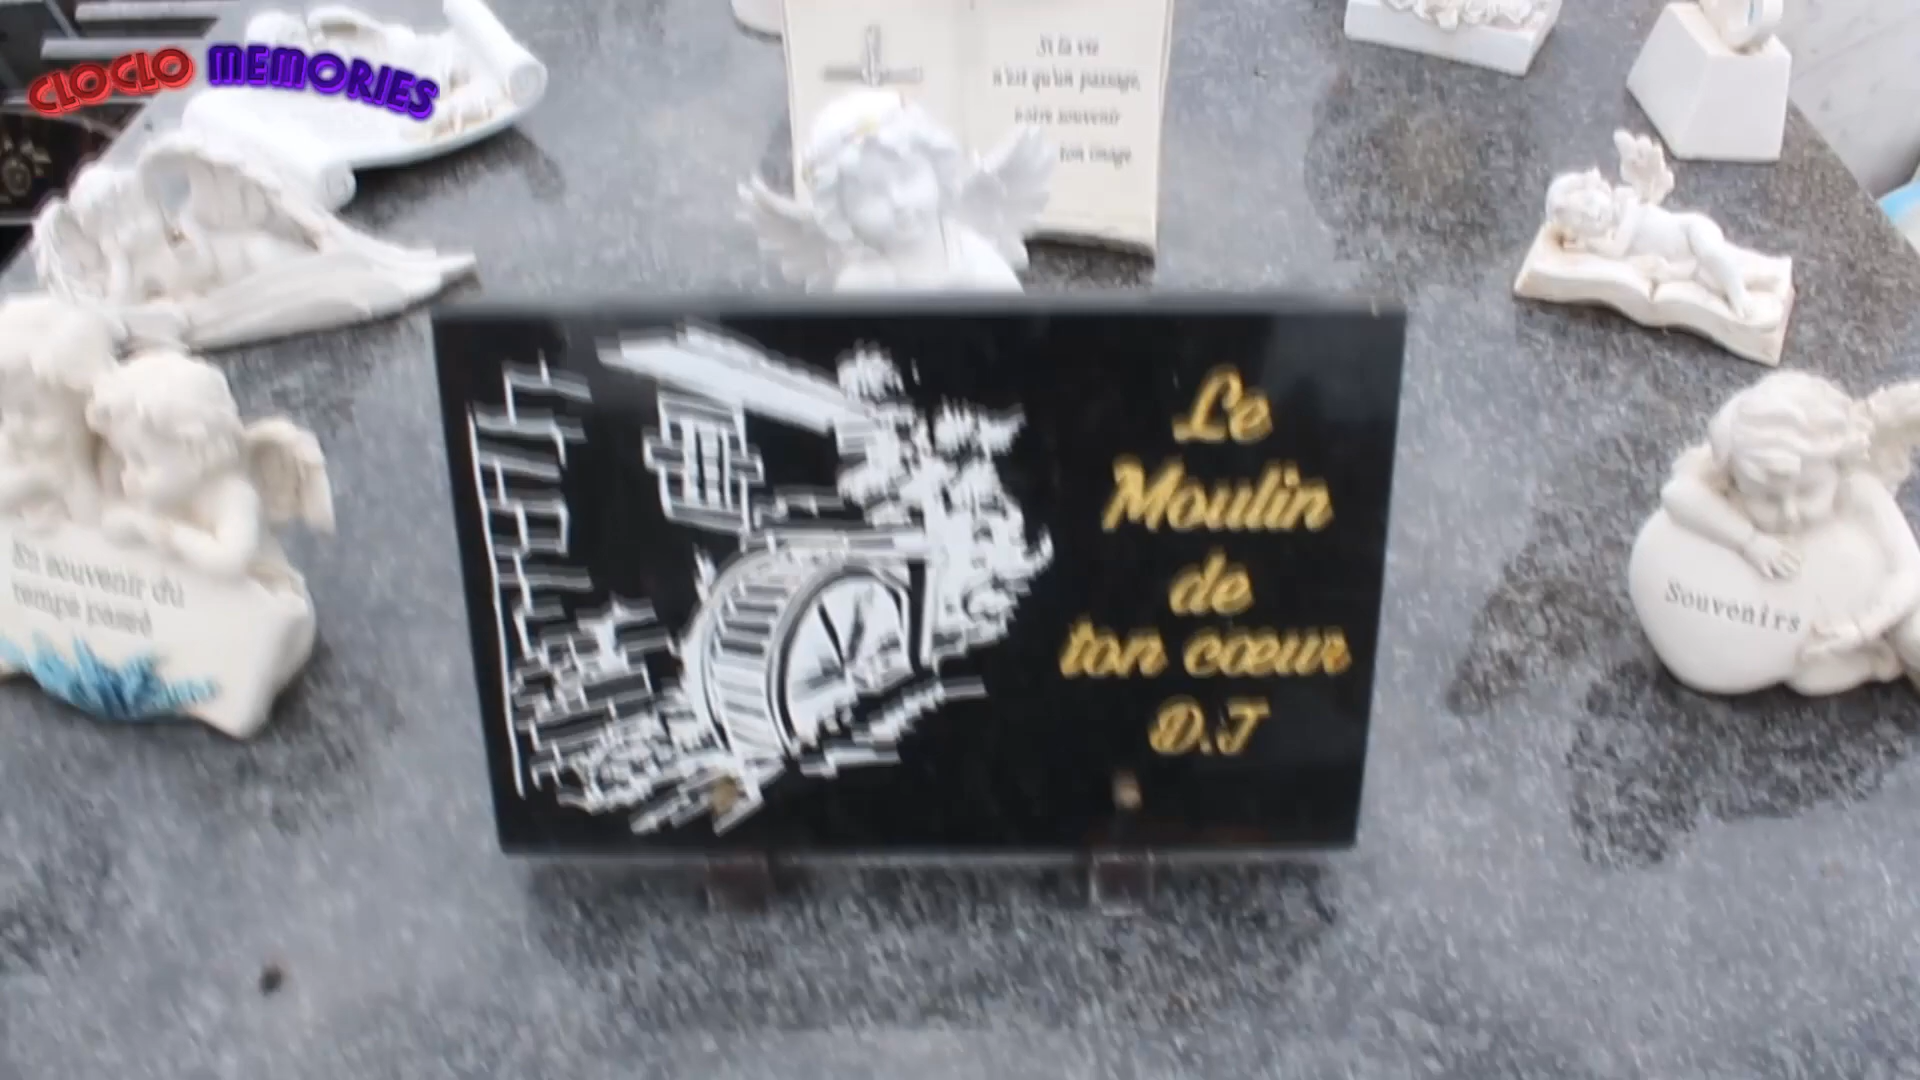 CLOCLO MEMORIES
Si la vie
n'est qu'un passage,
notre souvenir
ton image
Le
Moulin
de
ton cœur
D.J
En souvenir du
temps passé
Souvenirs